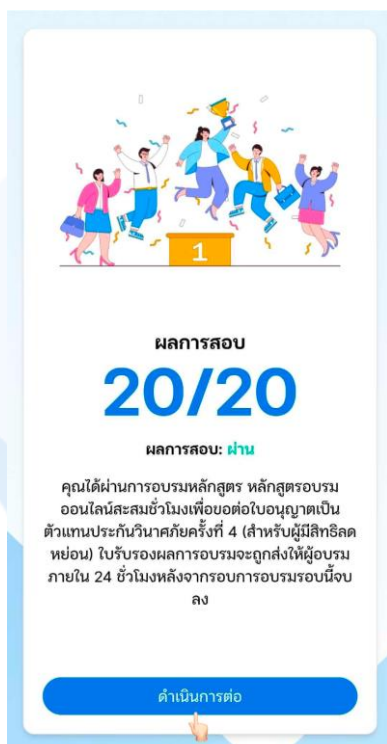 1
ผลการสอบ
20/20
ผลการสอบ: ผ่าน
คุณได้ผ่านการอบรมหลักสูตร หลักสูตรอบรม
ออนไลน์สะสมชั่วโมงเพื่อขอต่อใบอนุญาตเป็น
ตัวแทนประกันวินาศภัยครั้งที่ 4 (สำหรับผู้มีสิทธิลด
หย่อน) ใบรับรองผลการอบรมจะถูกส่งให้ผู้อบรม
ภายใน 24 ชั่วโมงหลังจากรอบการอบรมรอบนี้จบ
ลง
ดำเนินการต่อ